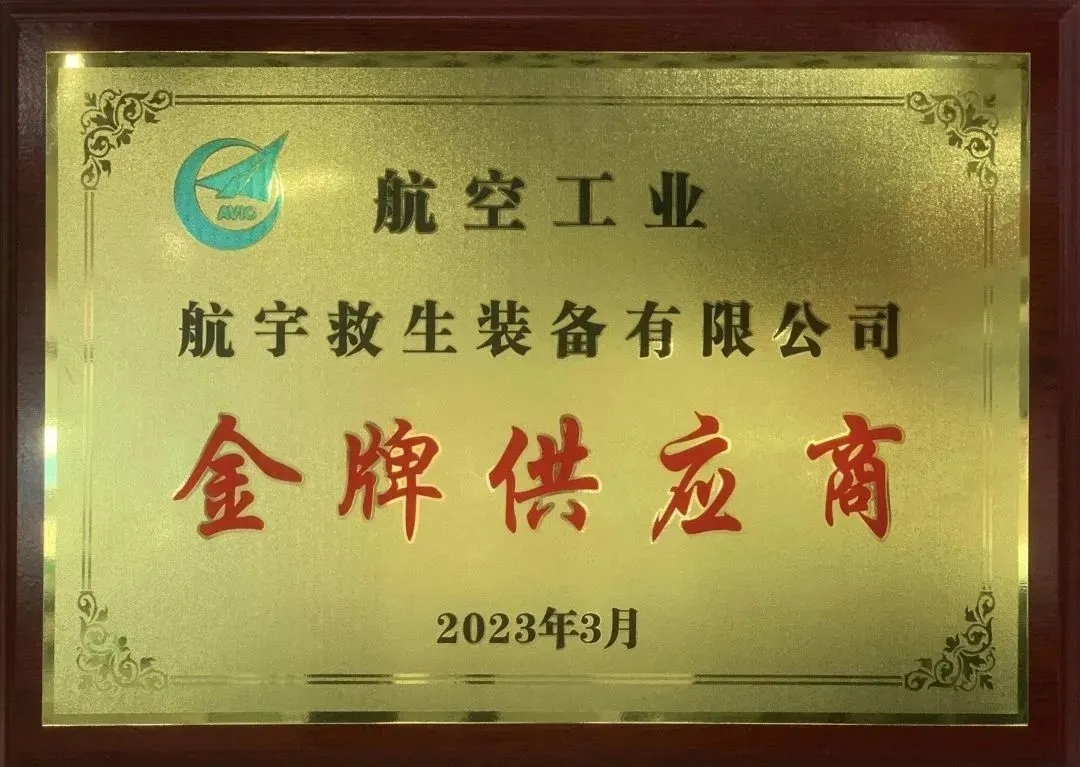 AVIC
航空工业
航宇救生装备有限公司
金牌供应商
2023年3月